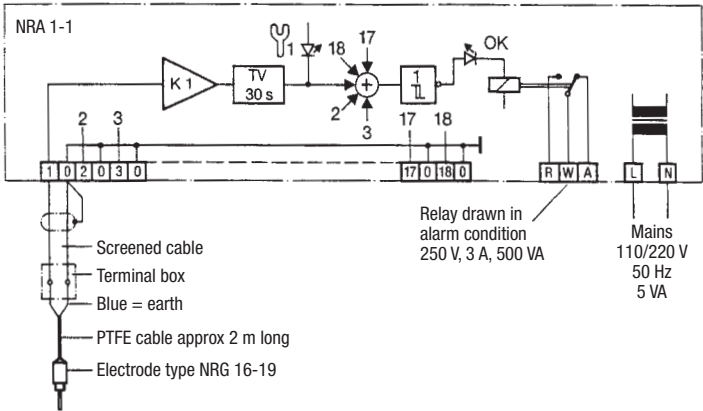 NRA 1-1
17
OK
1
18
K 1
TV
30 s
1
2
3
2 3
17 18
1 0 2 0 3 0
17 0 18 0
R W A
L N
Relay drawn in
alarm condition
250 V, 3 A, 500 VA
Mains
110/220 V
50 Hz
5 VA
Screened cable
Terminal box
Blue = earth
PTFE cable approx 2 m long
Electrode type NRG 16-19